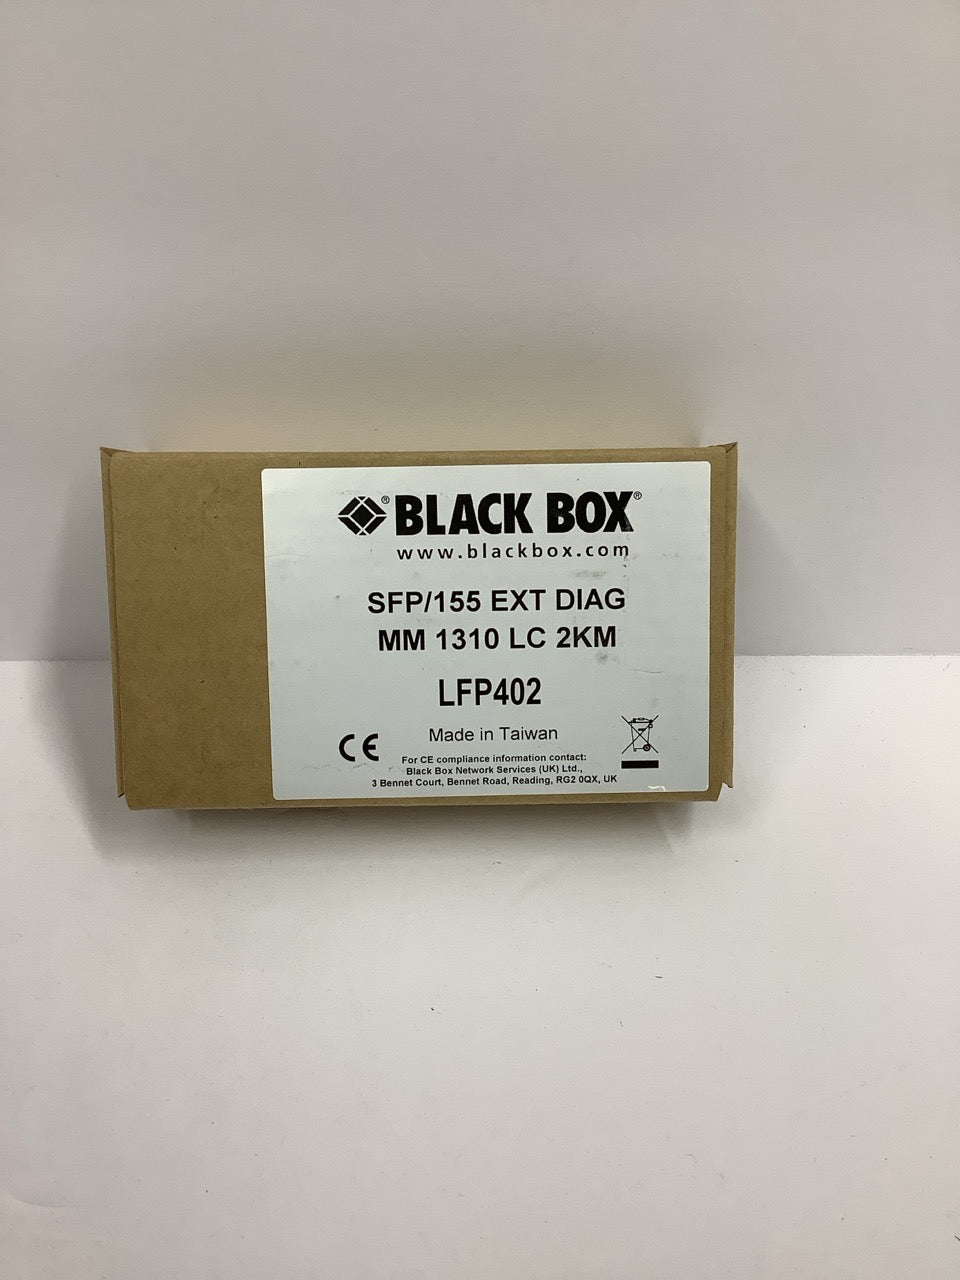 ® BLACK BOX®
www.blackbox.com
SFP/155 EXT DIAG
MM 1310 LC 2KM
LFP402
Made in Taiwan
CE
For CE compliance information contact:
Black Box Network Services (UK) Ltd.,
3 Bennet Court, Bennet Road, Reading, RG2 0QX, UK